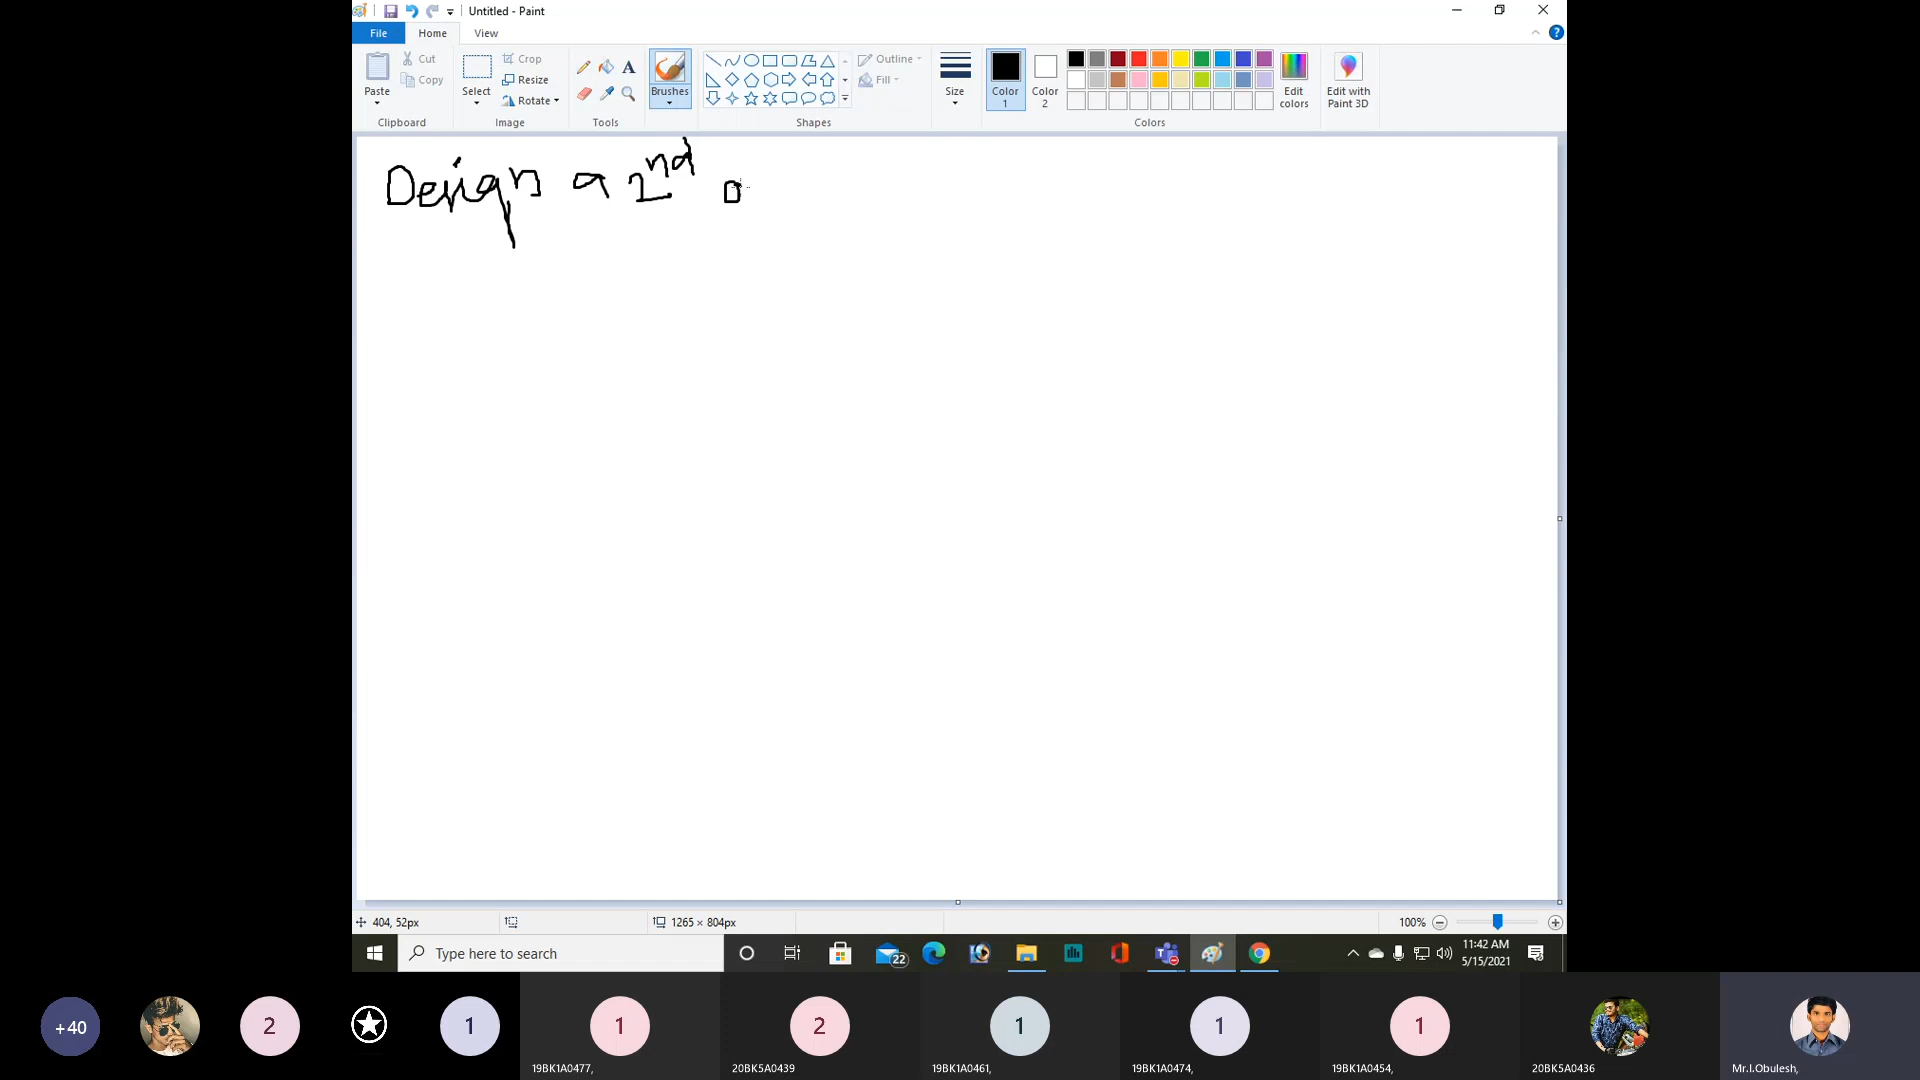 Untitled - Paint
File Home View
Paste Cut Copy Select Crop Resize Rotate Brushes Outline Fill Size Color 1 Color 2 Edit colors Edit with Paint 3D
Clipboard Image Tools Shapes Colors
Design a 2nd o
404, 52px 1265 × 804px 100%
Type here to search 22 11:42 AM
5/15/2021
+40 2 1 1 2 1 1 1
19BK1A0477, 20BK5A0439 19BK1A0461, 19BK1A0474, 19BK1A0454, 20BK5A0436 Mr.I.Obulesh,